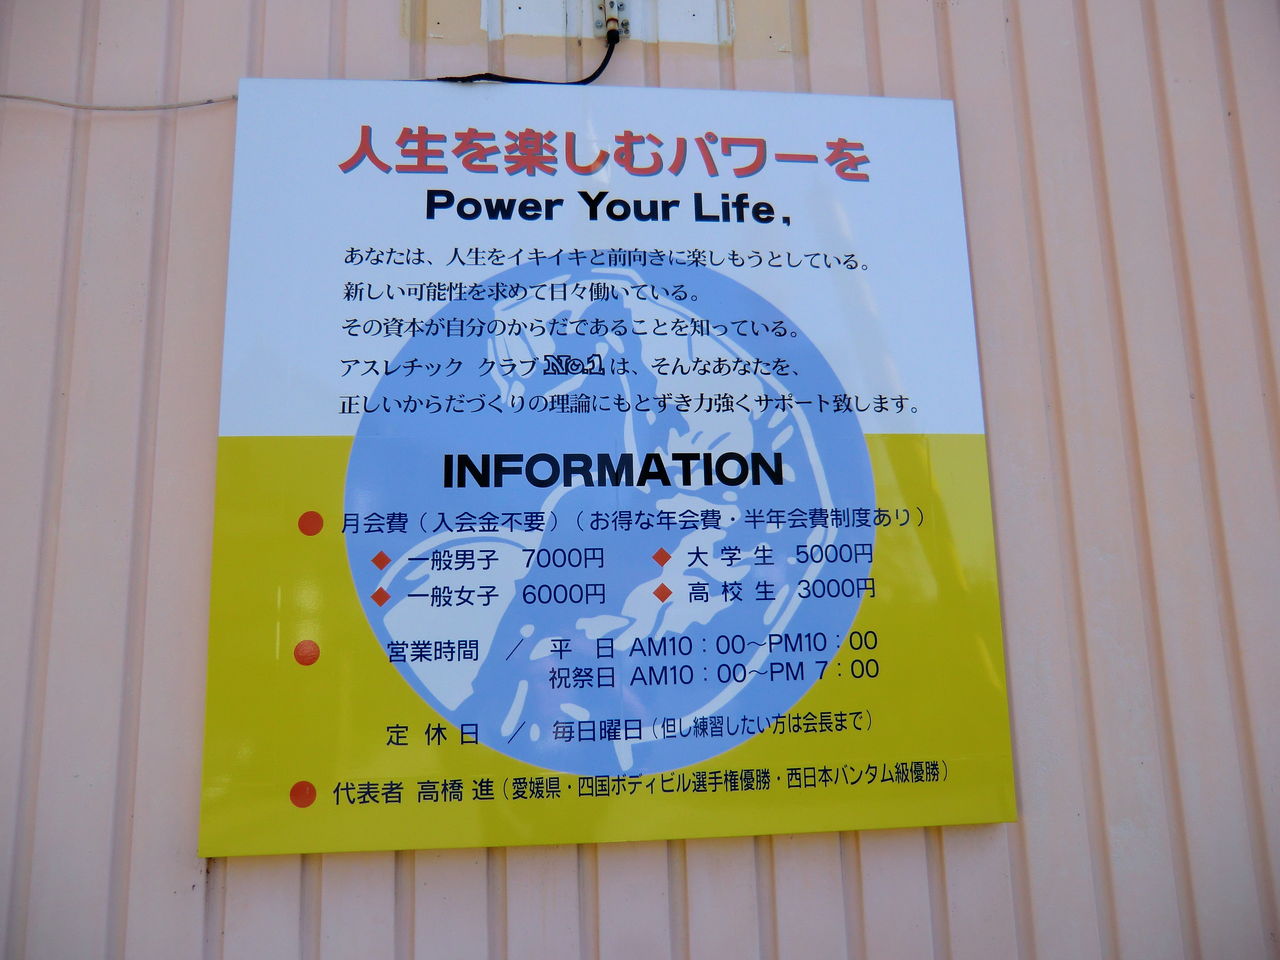 人生を楽しむパワーを
Power Your Life,
あなたは、人生をイキイキと前向きに楽しもうとしている。
新しい可能性を求めて日々働いている。
その資本が自分のからだであることを知っている。
アスレチック クラブ No.1 は、そんなあなたを、
正しいからだづくりの理論にもとずき力強くサポート致します。
INFORMATION
● 月会費（入会金不要）（お得な年会費・半年会費制度あり）
◆ 一般男子 7000円 ◆ 大学生 5000円
◆ 一般女子 6000円 ◆ 高校生 3000円
● 営業時間 ／ 平 日 AM10：00～PM10：00
祝祭日 AM10：00～PM 7：00
定休日 ／ 毎日曜日（但し練習したい方は会長まで）
● 代表者 高橋 進（愛媛県・四国ボディビル選手権優勝・西日本バンタム級優勝）